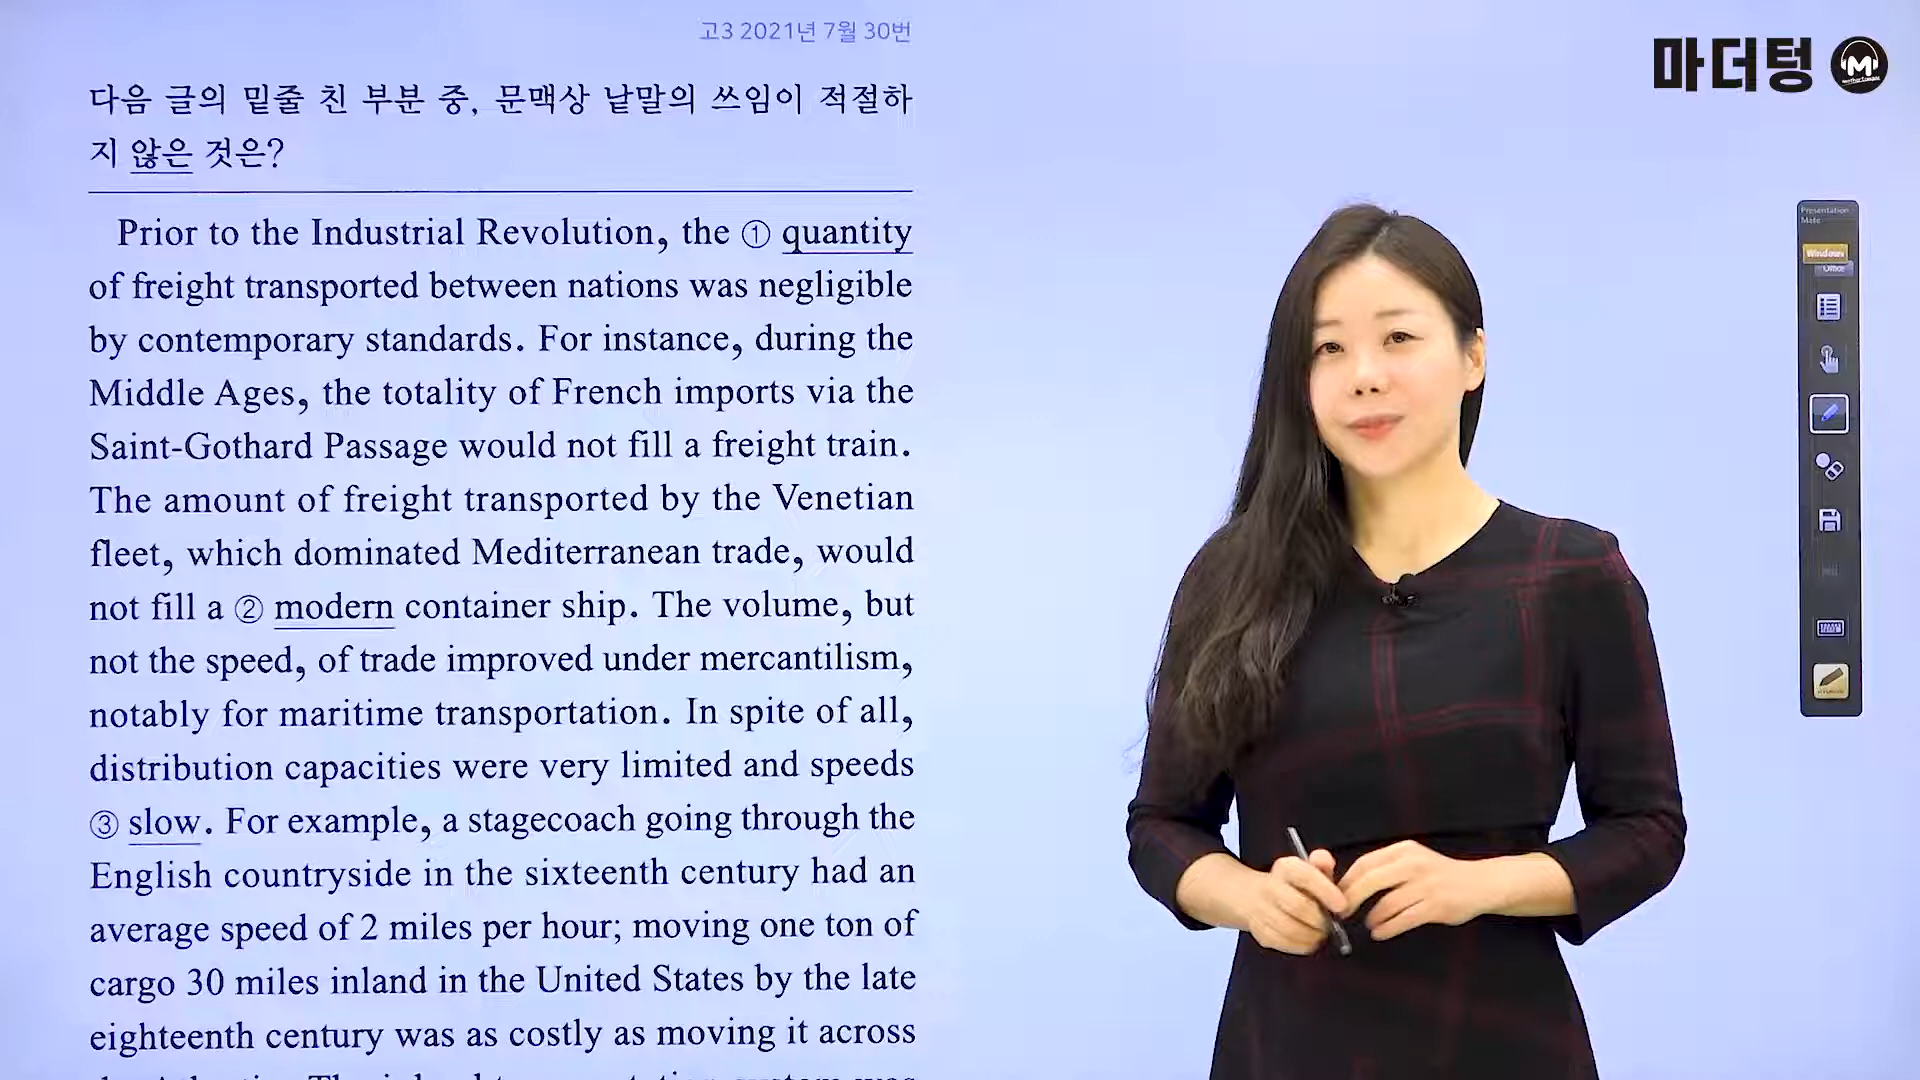 고3 2021년 7월 30번
마더텅
다음 글의 밑줄 친 부분 중, 문맥상 낱말의 쓰임이 적절하
지 않은 것은?
Prior to the Industrial Revolution, the ① quantity
of freight transported between nations was negligible
by contemporary standards. For instance, during the
Middle Ages, the totality of French imports via the
Saint-Gothard Passage would not fill a freight train.
The amount of freight transported by the Venetian
fleet, which dominated Mediterranean trade, would
not fill a ② modern container ship. The volume, but
not the speed, of trade improved under mercantilism,
notably for maritime transportation. In spite of all,
distribution capacities were very limited and speeds
③ slow. For example, a stagecoach going through the
English countryside in the sixteenth century had an
average speed of 2 miles per hour; moving one ton of
cargo 30 miles inland in the United States by the late
eighteenth century was as costly as moving it across
Presentation
Mate
Windows
Office